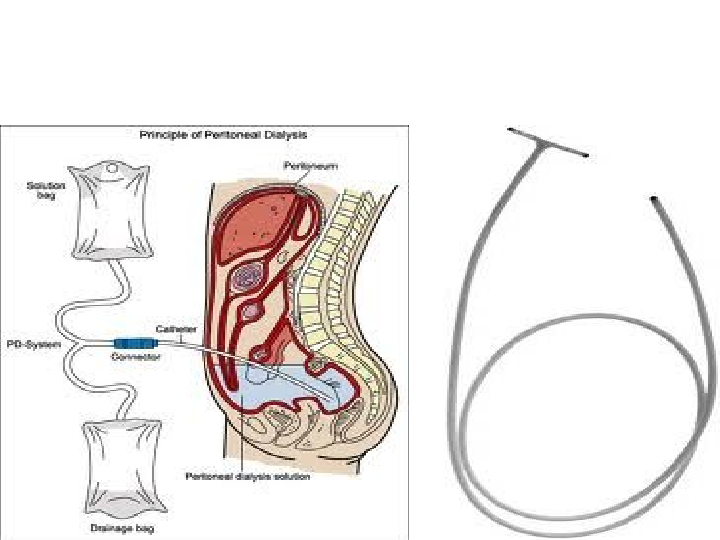 Principle of Peritoneal Dialysis
Peritoneum
Solution
bag
Catheter
PD-System
Connector
Peritoneal dialysis solution
Drainage bag